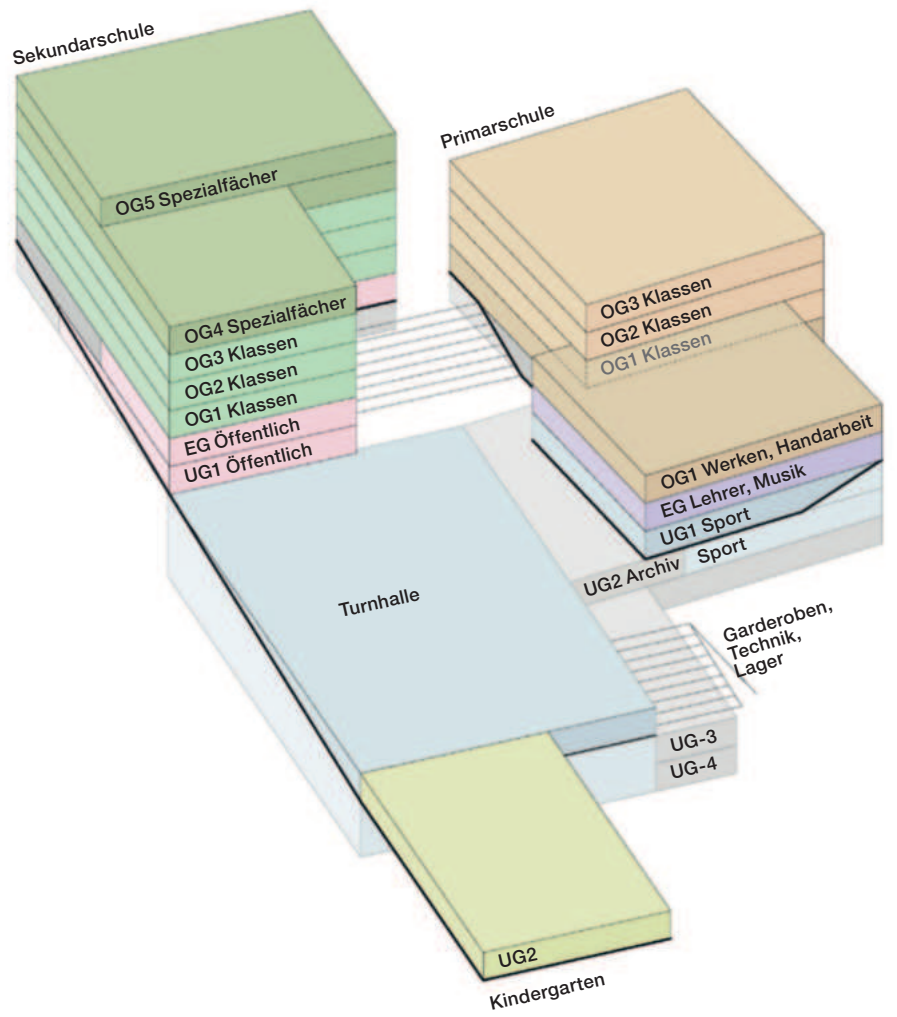 Sekundarschule
OG5 Spezialfächer
OG4 Spezialfächer
OG3 Klassen
OG2 Klassen
OG1 Klassen
EG Öffentlich
UG1 Öffentlich
Primarschule
OG3 Klassen
OG2 Klassen
OG1 Klassen
OG1 Werken, Handarbeit
EG Lehrer, Musik
UG1 Sport
UG2 Archiv Sport
Turnhalle
Garderoben,
Technik,
Lager
UG-3
UG-4
UG2
Kindergarten